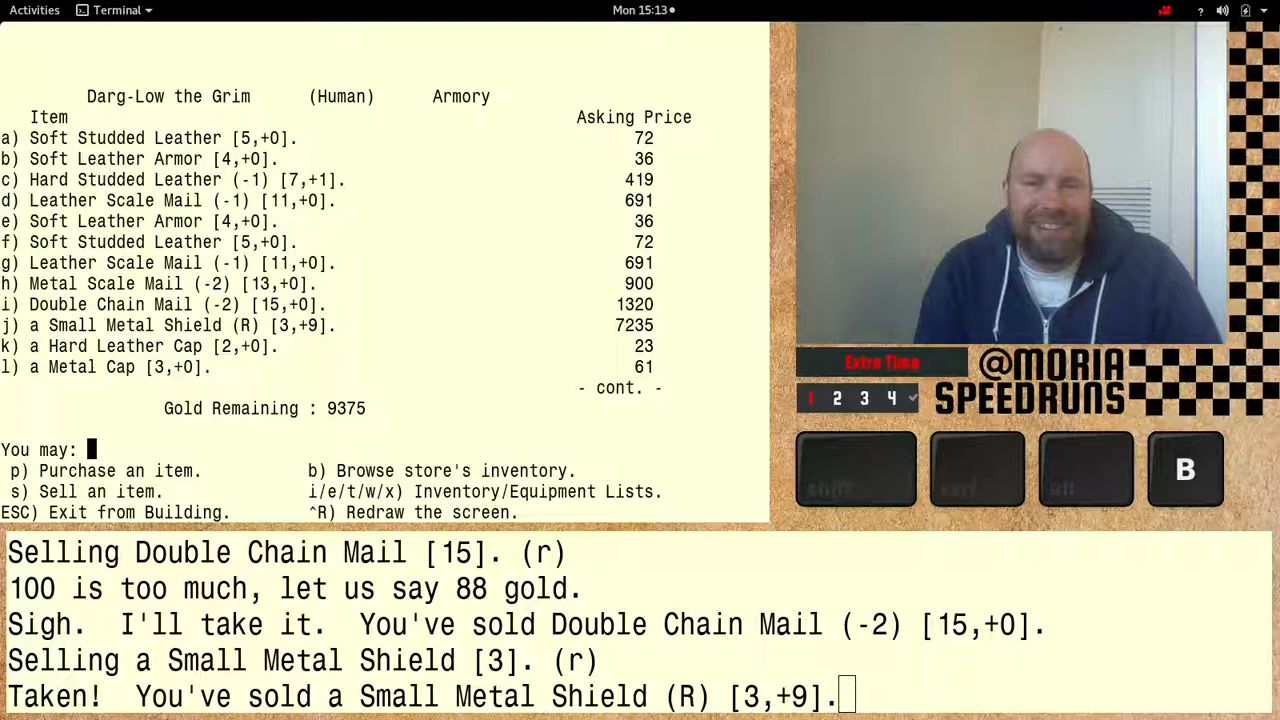 Activities Terminal Mon 15:13
Darg-Low the Grim (Human) Armory
Item Asking Price
a) Soft Studded Leather [5,+0]. 72
b) Soft Leather Armor [4,+0]. 36
c) Hard Studded Leather (-1) [7,+1]. 419
d) Leather Scale Mail (-1) [11,+0]. 691
e) Soft Leather Armor [4,+0]. 36
f) Soft Studded Leather [5,+0]. 72
g) Leather Scale Mail (-1) [11,+0]. 691
h) Metal Scale Mail (-2) [13,+0]. 900
i) Double Chain Mail (-2) [15,+0]. 1320
j) a Small Metal Shield (R) [3,+9]. 7235
k) a Hard Leather Cap [2,+0]. 23
l) a Metal Cap [3,+0]. 61
- cont. -
Gold Remaining : 9375
You may:
p) Purchase an item. b) Browse store's inventory.
s) Sell an item. i/e/t/w/x) Inventory/Equipment Lists.
ESC) Exit from Building. ^R) Redraw the screen.
Extro Time
1 2 3 4 ✓
@MORIA
SPEEDRUNS
B
Selling Double Chain Mail [15]. (r)
100 is too much, let us say 88 gold.
Sigh. I'll take it. You've sold Double Chain Mail (-2) [15,+0].
Selling a Small Metal Shield [3]. (r)
Taken! You've sold a Small Metal Shield (R) [3,+9].